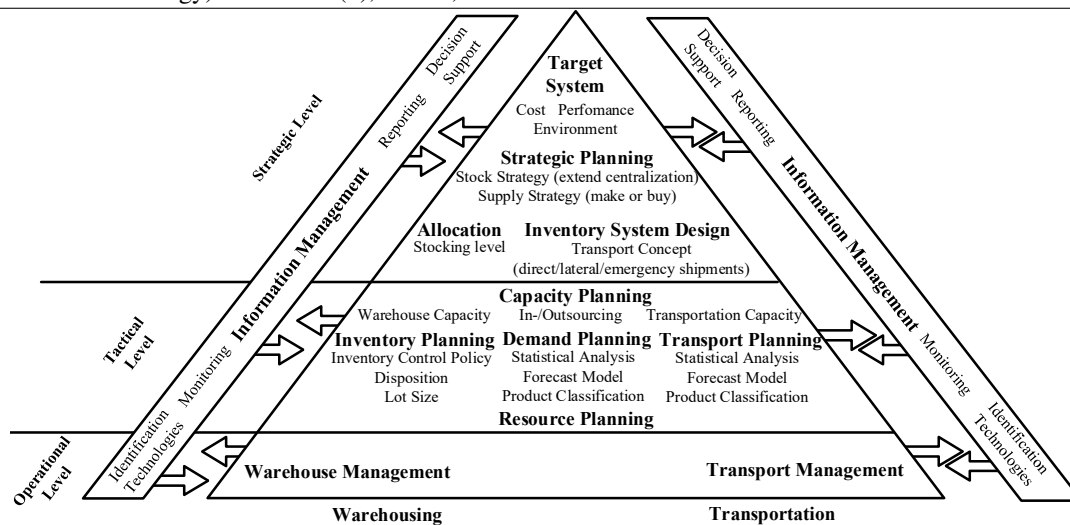 Strategic Level
Tactical
Level
Operational
Level
Decision
Support
Reporting
Information Management
Monitoring
Identification
Technologies
Target
System
Cost Perfomance
Environment
Strategic Planning
Stock Strategy (extend centralization)
Supply Strategy (make or buy)
Allocation Inventory System Design
Stocking level Transport Concept
(direct/lateral/emergency shipments)
Capacity Planning
Warehouse Capacity In-/Outsourcing Transportation Capacity
Inventory Planning Demand Planning Transport Planning
Inventory Control Policy Statistical Analysis Statistical Analysis
Disposition Forecast Model Forecast Model
Lot Size Product Classification Product Classification
Resource Planning
Warehouse Management Transport Management
Warehousing Transportation
Decision
Support
Reporting
Information Management
Monitoring
Identification
Technologies